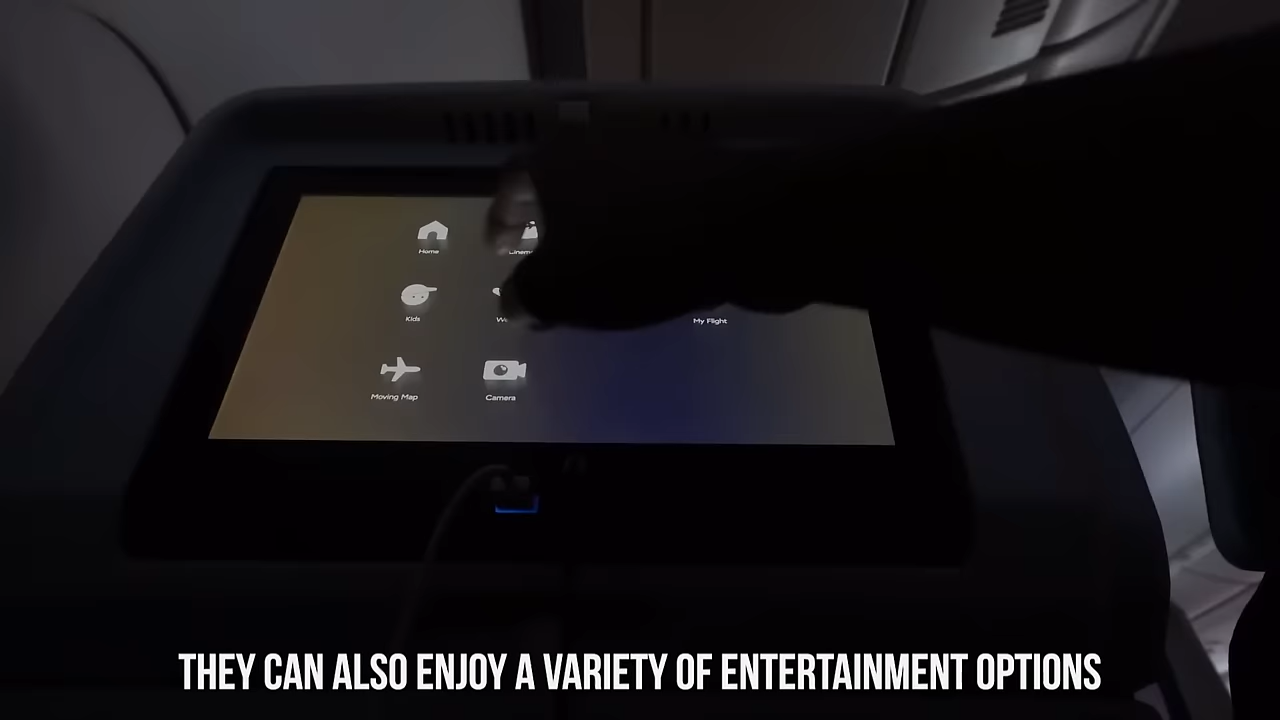 Home
Kids
My Flight
Moving Map
Camera
THEY CAN ALSO ENJOY A VARIETY OF ENTERTAINMENT OPTIONS